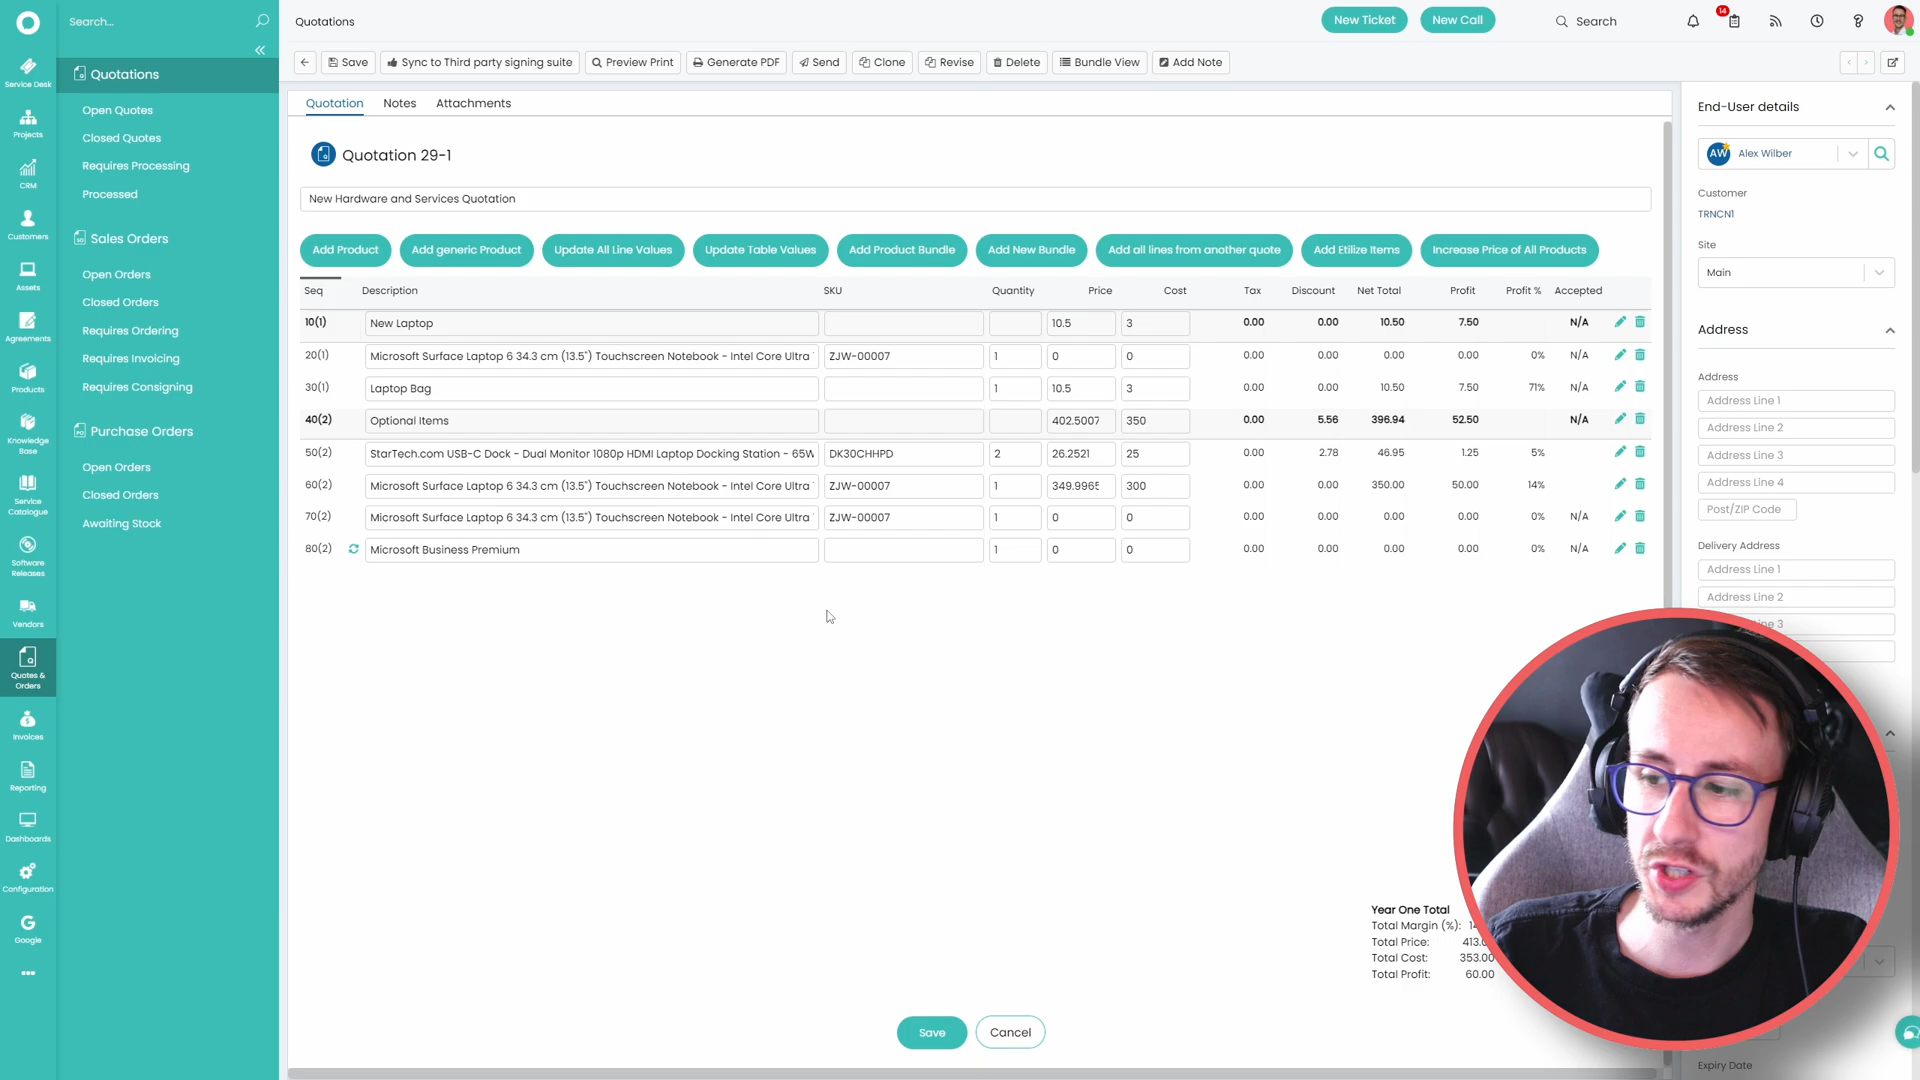 Search...
Quotations
New Ticket
New Call
Search
14
Service Desk
Projects
CRM
Customers
Assets
Agreements
Products
Knowledge Base
Service Catalogue
Software Releases
Vendors
Quotes & Orders
Invoices
Reporting
Dashboards
Configuration
Google
Quotations
Open Quotes
Closed Quotes
Requires Processing
Processed
Sales Orders
Open Orders
Closed Orders
Requires Ordering
Requires Invoicing
Requires Consigning
Purchase Orders
Open Orders
Closed Orders
Awaiting Stock
Save
Sync to Third party signing suite
Preview Print
Generate PDF
Send
Clone
Revise
Delete
Bundle View
Add Note
Quotation Notes Attachments
Quotation 29-1
New Hardware and Services Quotation
Add Product
Add generic Product
Update All Line Values
Update Table Values
Add Product Bundle
Add New Bundle
Add all lines from another quote
Add Etilize Items
Increase Price of All Products
Seq Description SKU Quantity Price Cost Tax Discount Net Total Profit Profit % Accepted
10(1) New Laptop 10.5 3 0.00 0.00 10.50 7.50 N/A
20(1) Microsoft Surface Laptop 6 34.3 cm (13.5") Touchscreen Notebook - Intel Core Ultra ZJW-00007 1 0 0 0.00 0.00 0.00 0.00 0% N/A
30(1) Laptop Bag 1 10.5 3 0.00 0.00 10.50 7.50 71% N/A
40(2) Optional Items 402.5007 350 0.00 5.56 396.94 52.50 N/A
50(2) StarTech.com USB-C Dock - Dual Monitor 1080p HDMI Laptop Docking Station - 65W DK30CHHPD 2 26.2521 25 0.00 2.78 46.95 1.25 5%
60(2) Microsoft Surface Laptop 6 34.3 cm (13.5") Touchscreen Notebook - Intel Core Ultra ZJW-00007 1 349.9965 300 0.00 0.00 350.00 50.00 14%
70(2) Microsoft Surface Laptop 6 34.3 cm (13.5") Touchscreen Notebook - Intel Core Ultra ZJW-00007 1 0 0 0.00 0.00 0.00 0.00 0% N/A
80(2) Microsoft Business Premium 1 0 0 0.00 0.00 0.00 0.00 0% N/A
Year One Total
Total Margin (%):
Total Price: 413.
Total Cost: 353.00
Total Profit: 60.00
Save
Cancel
End-User details
AW Alex Wilber
Customer
TRNCN1
Site
Main
Address
Address
Address Line 1
Address Line 2
Address Line 3
Address Line 4
Post/ZIP Code
Delivery Address
Address Line 1
Address Line 2
ne 3
Expiry Date